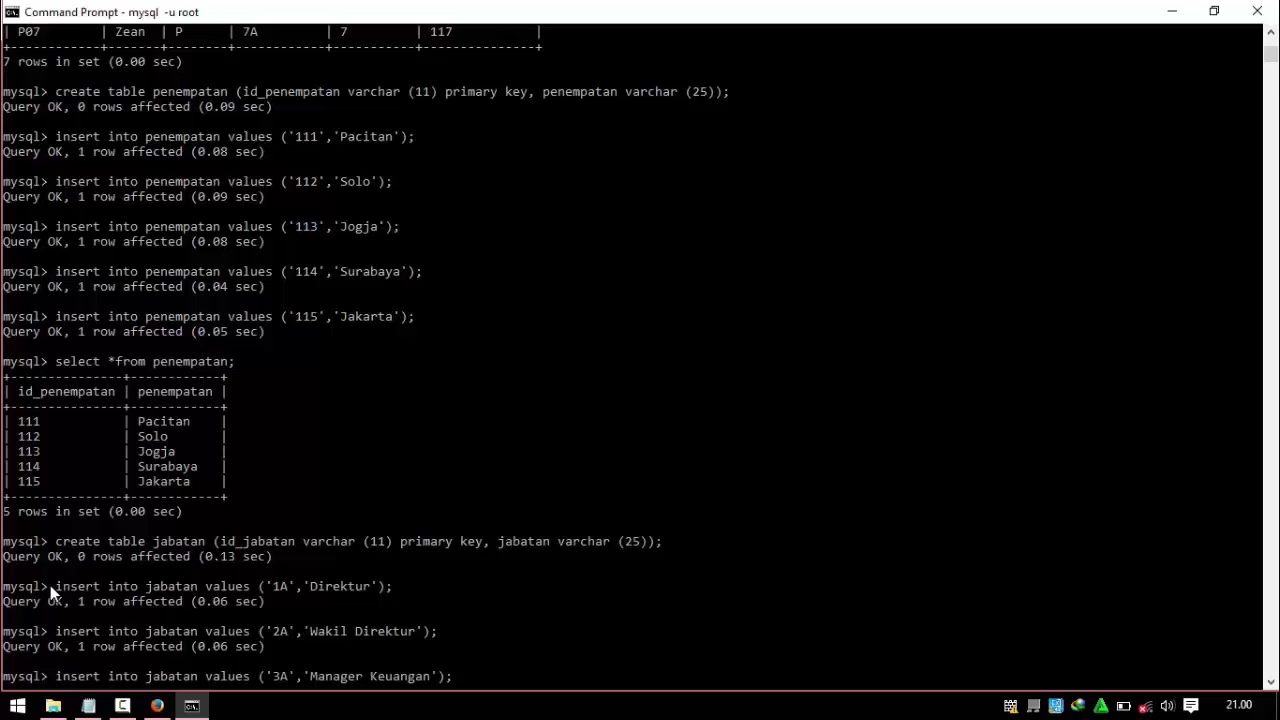 Command Prompt - mysql  -u root
| P07        | Zean  | P      | 7A         | 7         | 117           |
+------------+-------+--------+------------+-----------+---------------+
7 rows in set (0.00 sec)
mysql> create table penempatan (id_penempatan varchar (11) primary key, penempatan varchar (25));
Query OK, 0 rows affected (0.09 sec)
mysql> insert into penempatan values ('111','Pacitan');
Query OK, 1 row affected (0.08 sec)
mysql> insert into penempatan values ('112','Solo');
Query OK, 1 row affected (0.09 sec)
mysql> insert into penempatan values ('113','Jogja');
Query OK, 1 row affected (0.08 sec)
mysql> insert into penempatan values ('114','Surabaya');
Query OK, 1 row affected (0.04 sec)
mysql> insert into penempatan values ('115','Jakarta');
Query OK, 1 row affected (0.05 sec)
mysql> select *from penempatan;
+---------------+------------+
| id_penempatan | penempatan |
+---------------+------------+
| 111           | Pacitan    |
| 112           | Solo       |
| 113           | Jogja      |
| 114           | Surabaya   |
| 115           | Jakarta    |
+---------------+------------+
5 rows in set (0.00 sec)
mysql> create table jabatan (id_jabatan varchar (11) primary key, jabatan varchar (25));
Query OK, 0 rows affected (0.13 sec)
mysql> insert into jabatan values ('1A','Direktur');
Query OK, 1 row affected (0.06 sec)
mysql> insert into jabatan values ('2A','Wakil Direktur');
Query OK, 1 row affected (0.06 sec)
mysql> insert into jabatan values ('3A','Manager Keuangan');
21.00